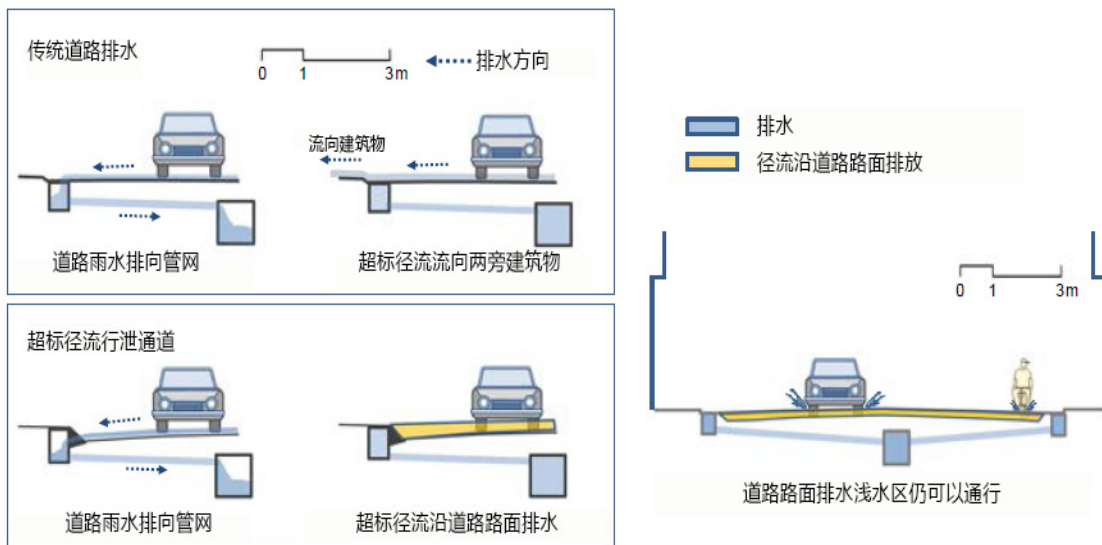 传统道路排水
0 1 3m
排水方向
流向建筑物
道路雨水排向管网
超标径流流向两旁建筑物
超标径流行泄通道
道路雨水排向管网
超标径流沿道路路面排水
排水
径流沿道路路面排放
0 1 3m
道路路面排水浅水区仍可以通行